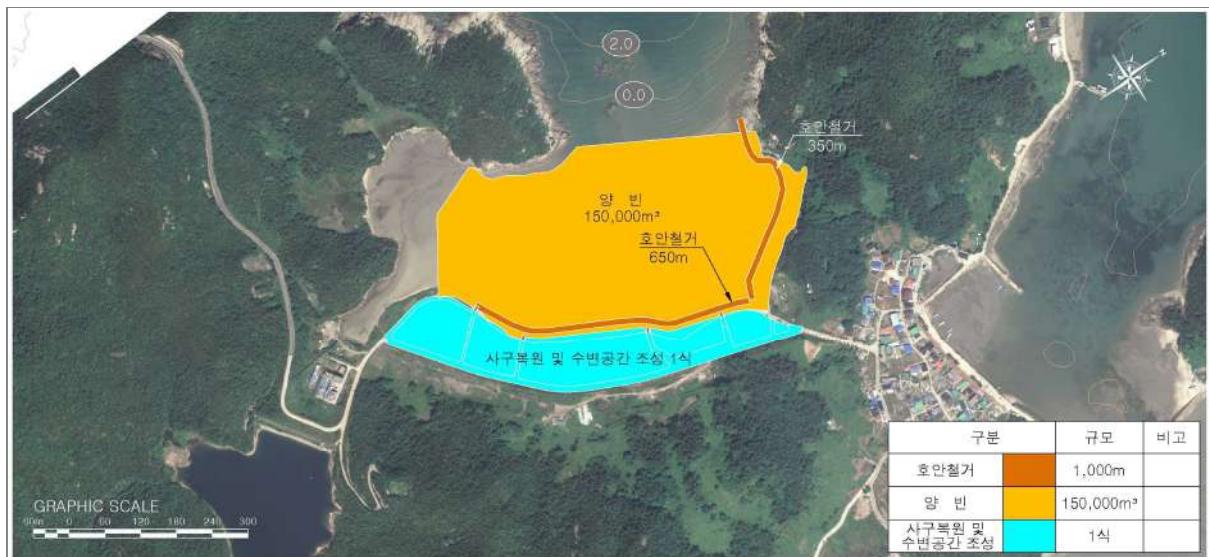 2.0
0.0
N
호안철거
350m
양 빈
150,000m³
호안철거
650m
사구복원 및 수변공간 조성 1식
구분 규모 비고
호안철거 1,000m
양 빈 150,000m³
사구복원 및
수변공간 조성 1식
GRAPHIC SCALE
60m 0 60 120 180 240 300